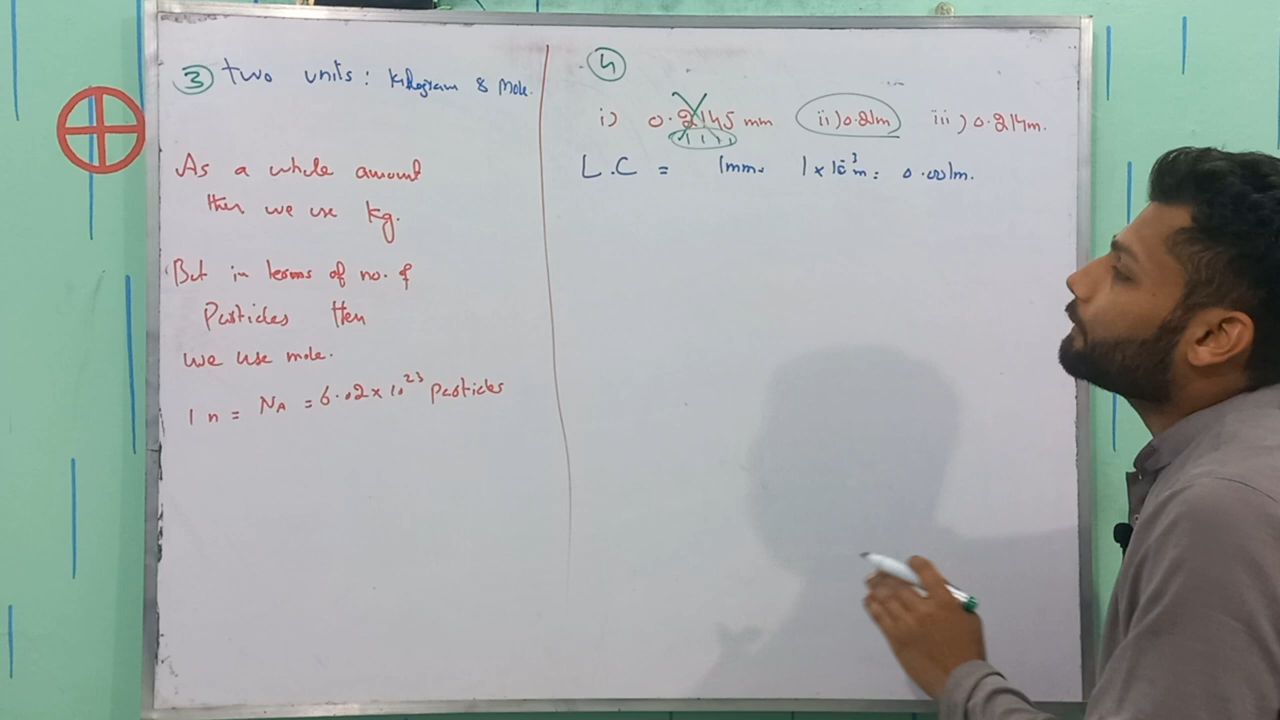 3 two units: Kilogram & Mole.
As a whole amount
then we use kg.
But in terms of no. of
Particles then
we use mole.
1 n = NA = 6.02 x 10²³ particles
4
i) 0.2145 mm ii) 0.21m iii) 0.214m.
L.C = 1mm. 1 x 10⁻³m = 0.001m.